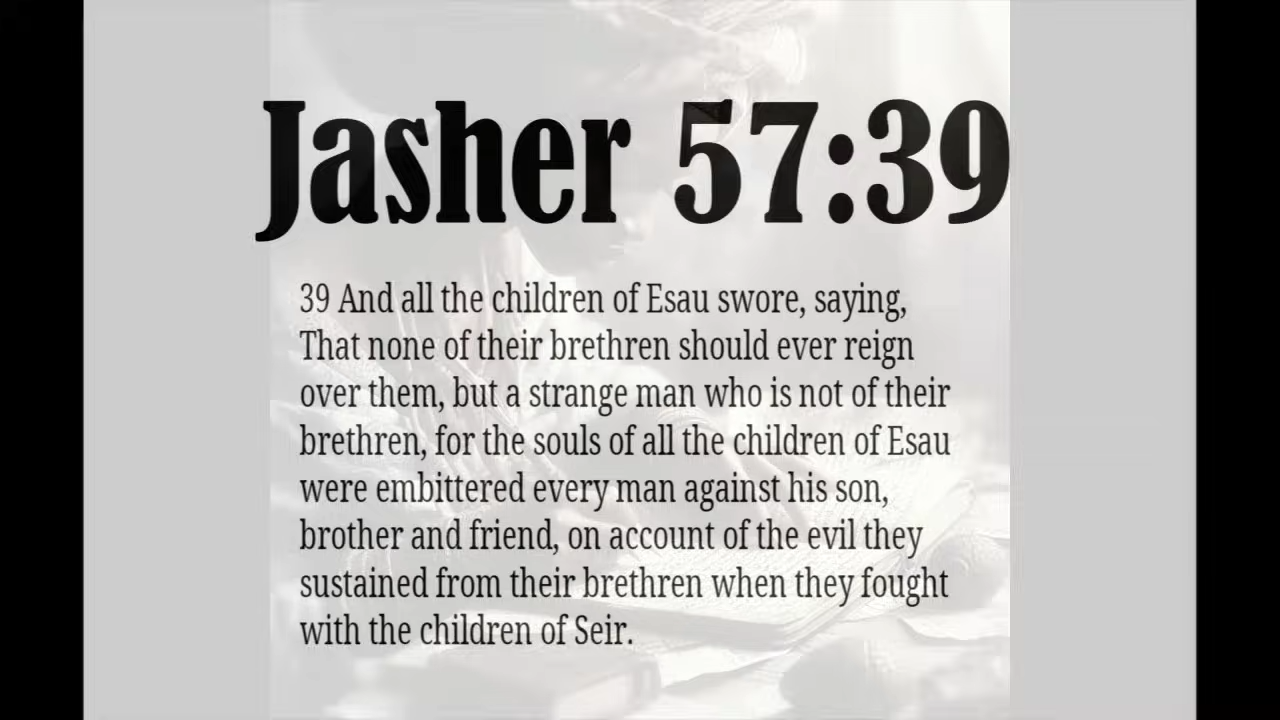 Jasher 57:39
39 And all the children of Esau swore, saying,
That none of their brethren should ever reign
over them, but a strange man who is not of their
brethren, for the souls of all the children of Esau
were embittered every man against his son,
brother and friend, on account of the evil they
sustained from their brethren when they fought
with the children of Seir.